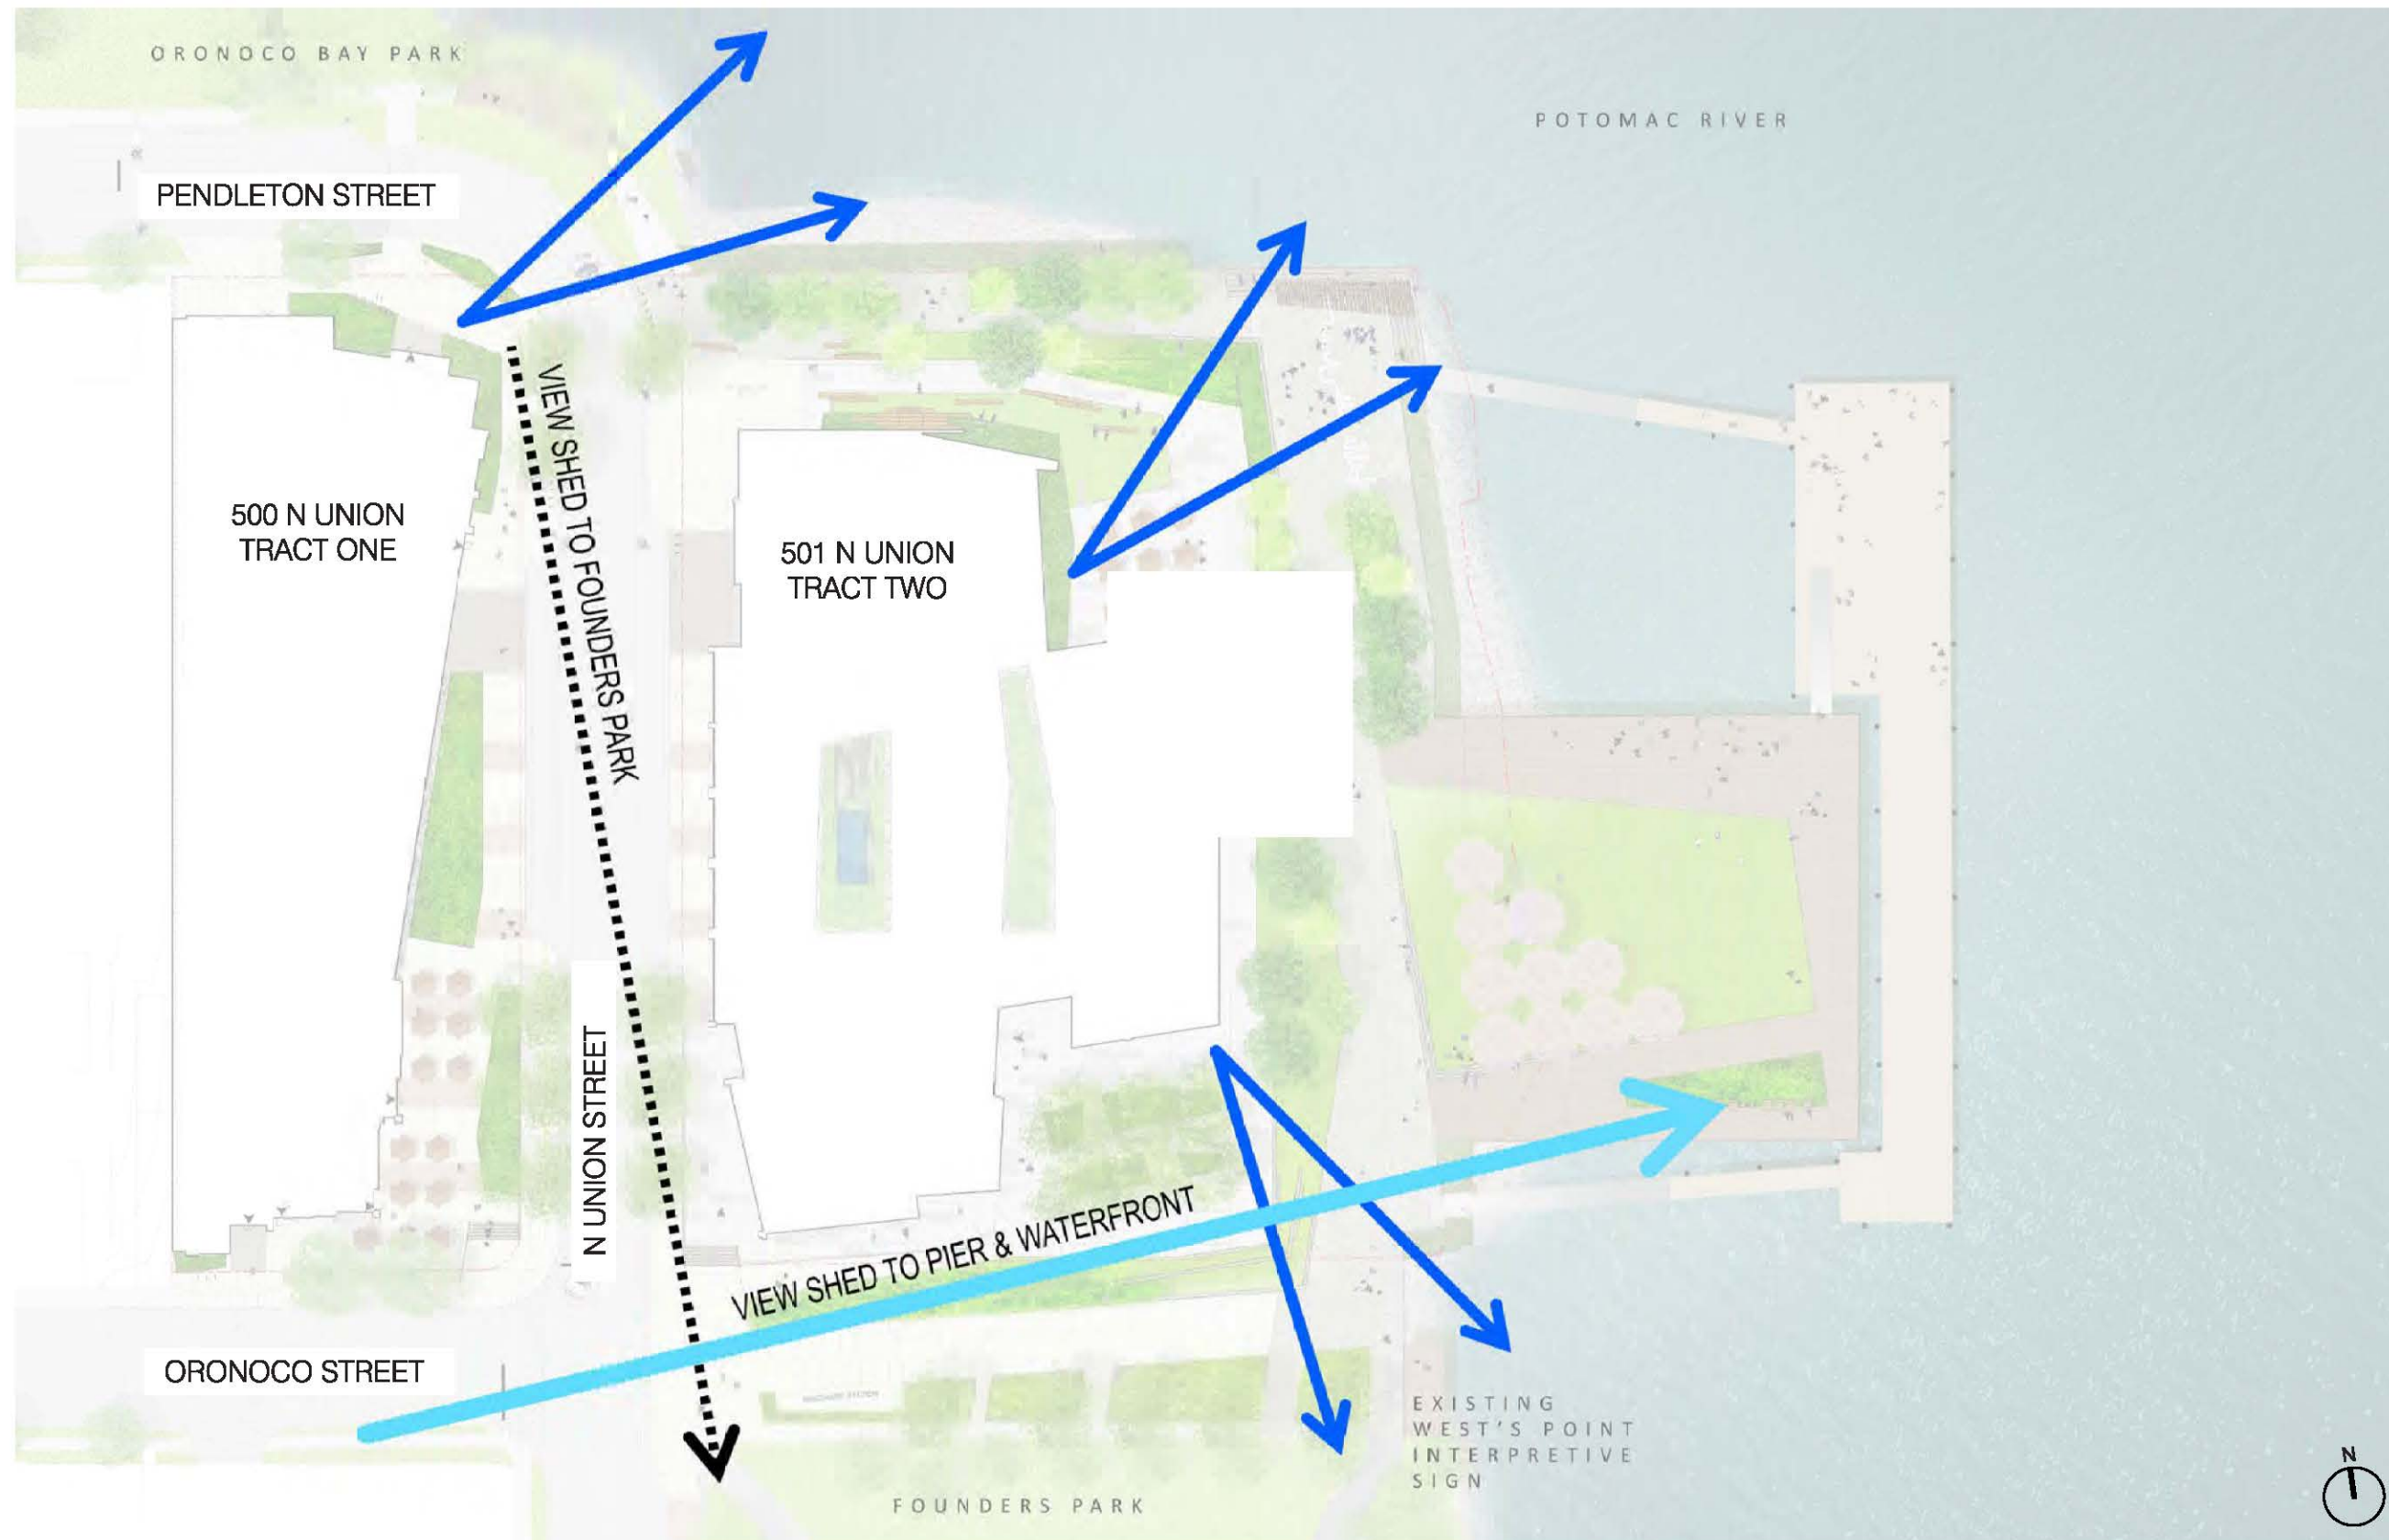 ORONOCO BAY PARK
POTOMAC RIVER
PENDLETON STREET
VIEW SHED TO FOUNDERS PARK
500 N UNION
TRACT ONE
501 N UNION
TRACT TWO
N UNION STREET
VIEW SHED TO PIER & WATERFRONT
ORONOCO STREET
EXISTING
WEST'S POINT
INTERPRETIVE
SIGN
FOUNDERS PARK
N